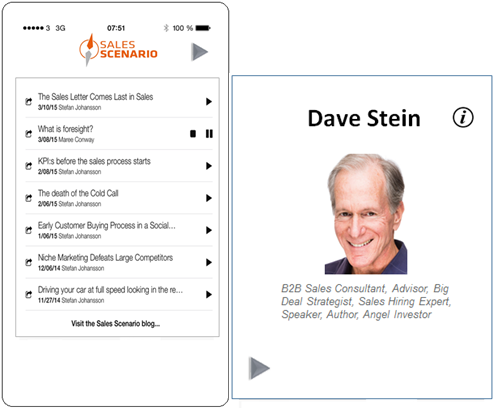 3 3G 07:51 100 %
SALES
SCENARIO
The Sales Letter Comes Last in Sales
3/10/15 Stefan Johansson
What is foresight?
3/08/15 Maree Conway
KPI:s before the sales process starts
2/08/15 Stefan Johansson
The death of the Cold Call
2/06/15 Stefan Johansson
Early Customer Buying Process in a Social...
1/06/15 Stefan Johansson
Niche Marketing Defeats Large Competitors
12/06/14 Stefan Johansson
Driving your car at full speed looking in the re...
11/27/14 Stefan Johansson
Visit the Sales Scenario blog...
Dave Stein i
B2B Sales Consultant, Advisor, Big
Deal Strategist, Sales Hiring Expert,
Speaker, Author, Angel Investor